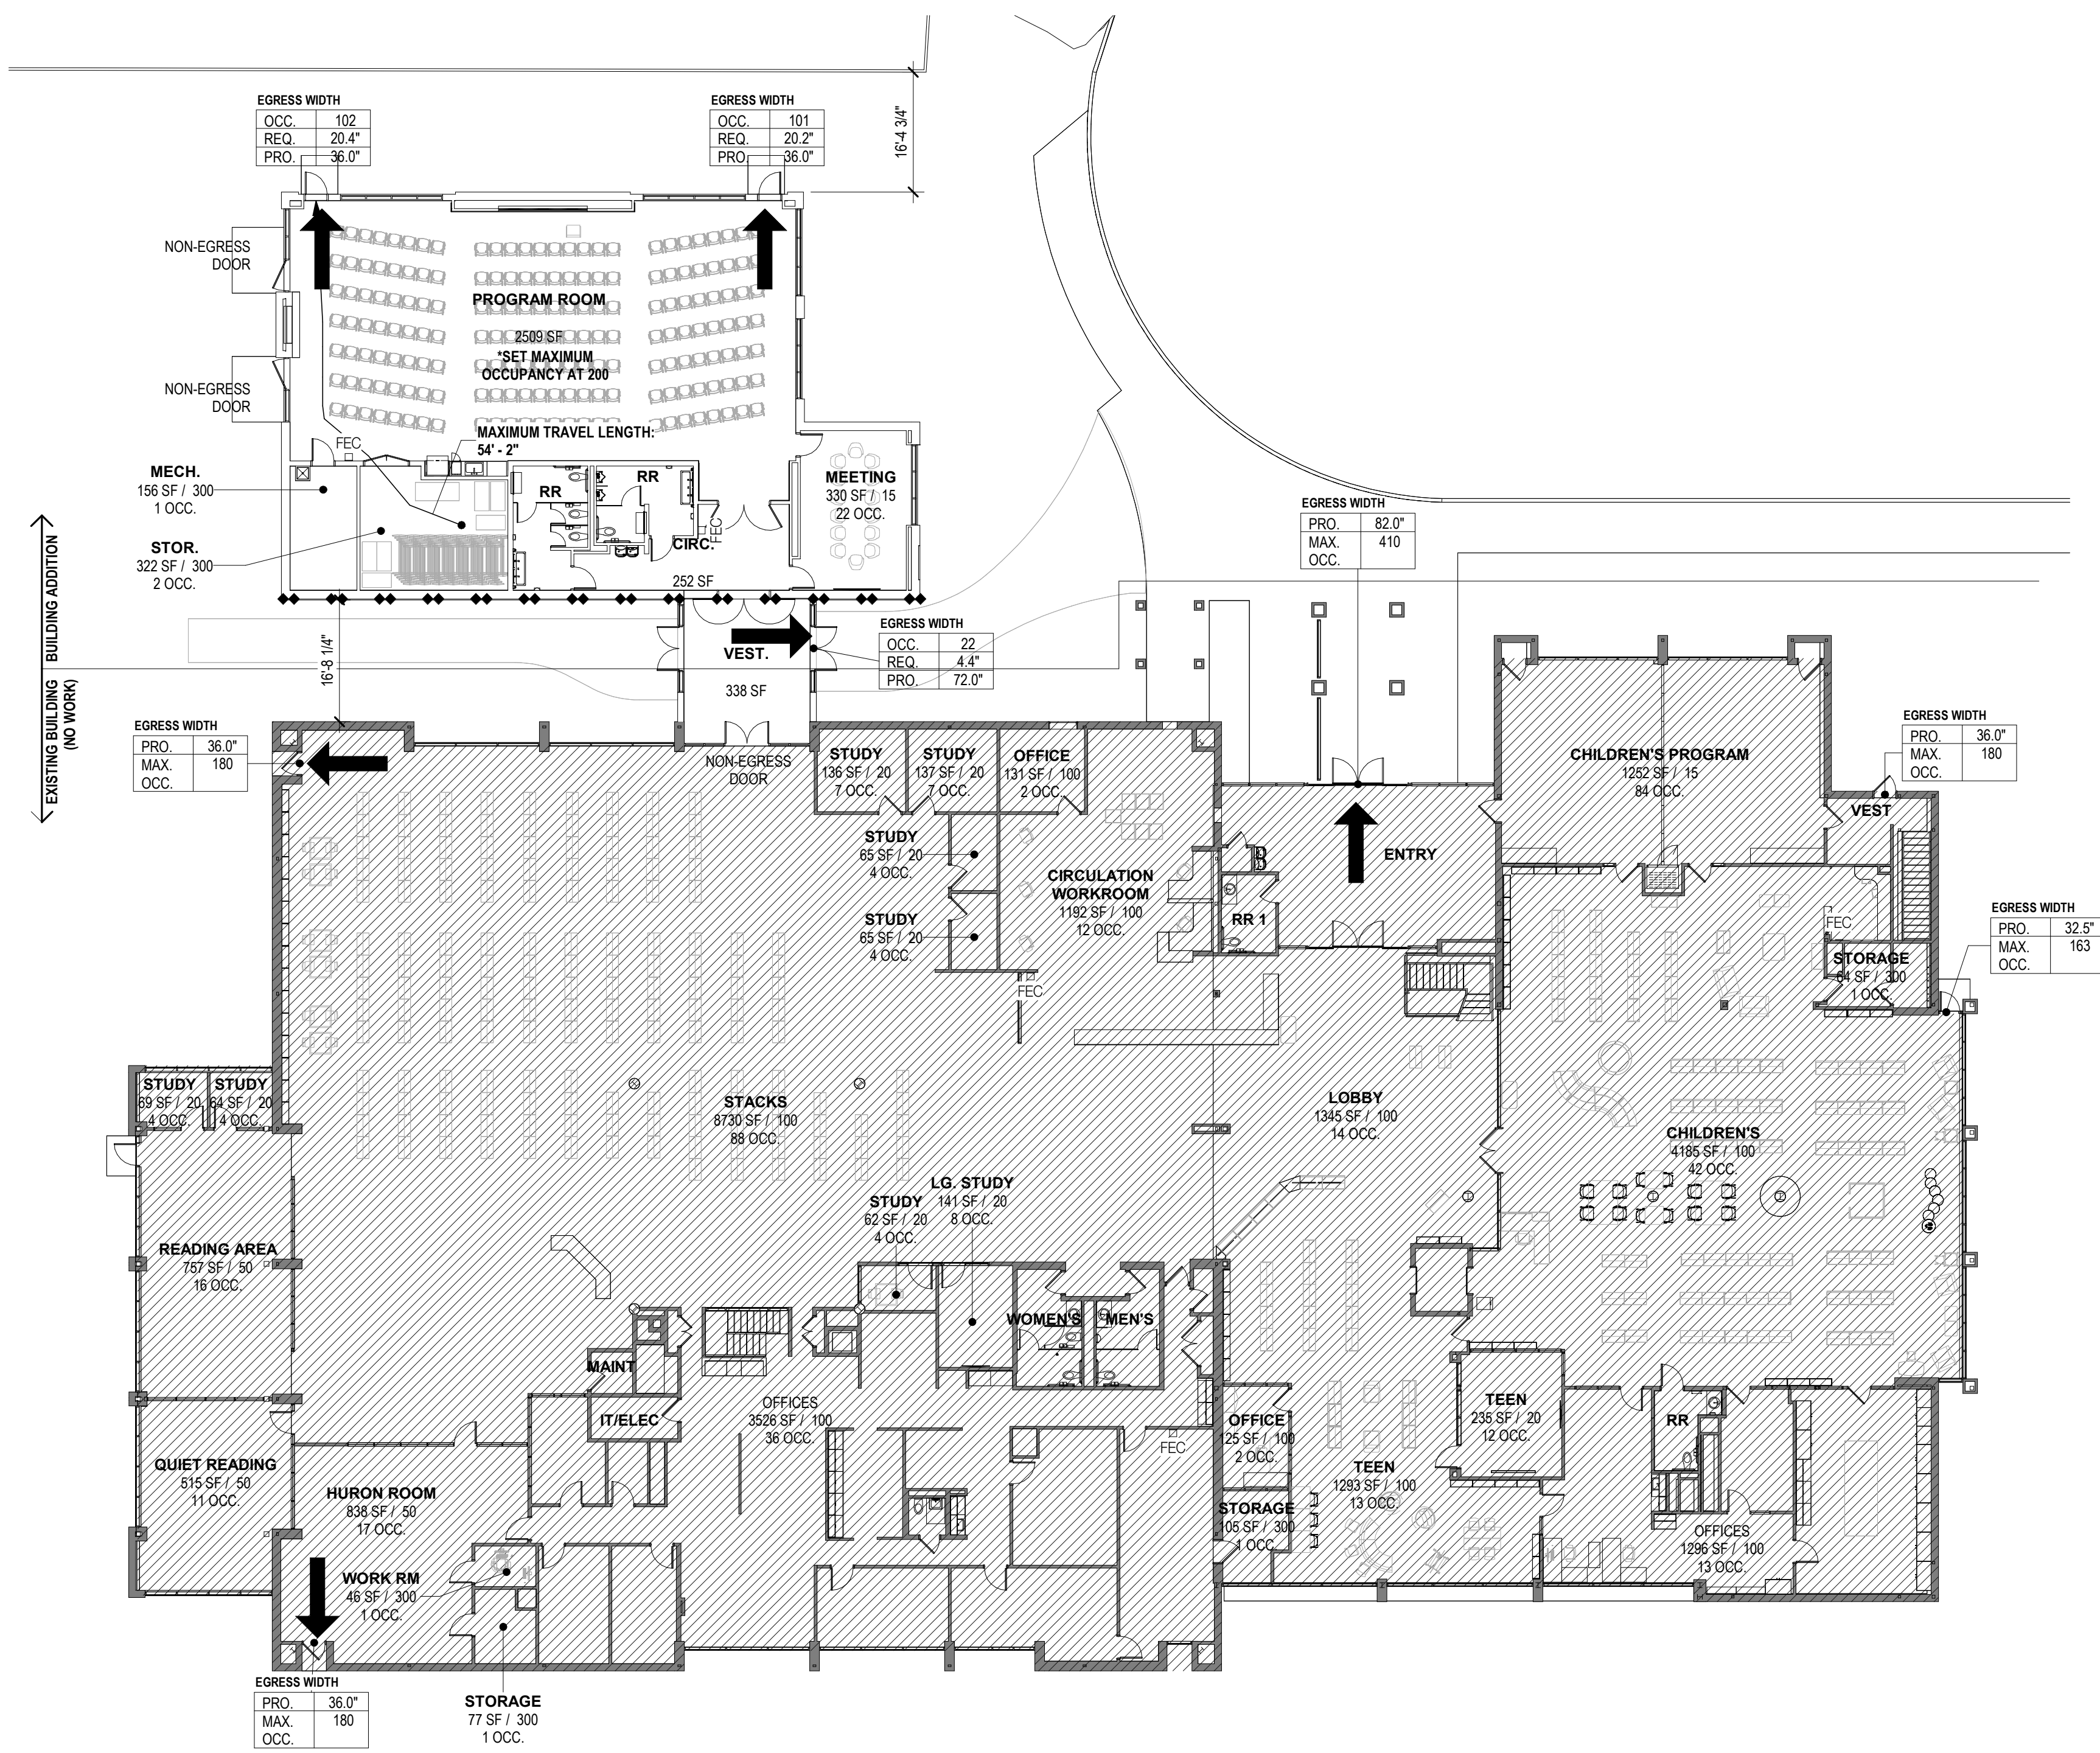 EGRESS WIDTH
OCC. 102
REQ. 20.4"
PRO. 36.0"
EGRESS WIDTH
OCC. 101
REQ. 20.2"
PRO. 36.0"
16'-4 3/4"
NON-EGRESS
DOOR
PROGRAM ROOM
2509 SF
*SET MAXIMUM
OCCUPANCY AT 200
NON-EGRESS
DOOR
FEC
MAXIMUM TRAVEL LENGTH:
54' - 2"
MECH.
156 SF / 300
1 OCC.
STOR.
322 SF / 300
2 OCC.
RR
RR
FEC
CIRC.
252 SF
MEETING
330 SF / 15
22 OCC.
BUILDING ADDITION
EXISTING BUILDING
(NO WORK)
16'-8 1/4"
VEST.
338 SF
EGRESS WIDTH
OCC. 22
REQ. 4.4"
PRO. 72.0"
EGRESS WIDTH
PRO. 82.0"
MAX. 410
OCC.
EGRESS WIDTH
PRO. 36.0"
MAX. 180
OCC.
NON-EGRESS
DOOR
STUDY
136 SF / 20
7 OCC.
STUDY
137 SF / 20
7 OCC.
OFFICE
131 SF / 100
2 OCC.
STUDY
65 SF / 20
4 OCC.
STUDY
65 SF / 20
4 OCC.
CIRCULATION
WORKROOM
1192 SF / 100
12 OCC.
FEC
RR 1
ENTRY
CHILDREN'S PROGRAM
1252 SF / 15
84 OCC.
EGRESS WIDTH
PRO. 36.0"
MAX. 180
OCC.
VEST
FEC
STORAGE
64 SF / 300
1 OCC.
EGRESS WIDTH
PRO. 32.5"
MAX. 163
OCC.
STUDY
69 SF / 20
4 OCC.
STUDY
64 SF / 20
4 OCC.
STACKS
8730 SF / 100
88 OCC.
LOBBY
1345 SF / 100
14 OCC.
CHILDREN'S
4185 SF / 100
42 OCC.
READING AREA
757 SF / 50
16 OCC.
STUDY
62 SF / 20
4 OCC.
LG. STUDY
141 SF / 20
8 OCC.
WOMEN'S
MEN'S
MAINT
IT/ELEC
OFFICES
3526 SF / 100
36 OCC.
FEC
QUIET READING
515 SF / 50
11 OCC.
HURON ROOM
838 SF / 50
17 OCC.
WORK RM
46 SF / 300
1 OCC.
OFFICE
125 SF / 100
2 OCC.
STORAGE
105 SF / 300
1 OCC.
TEEN
1293 SF / 100
13 OCC.
TEEN
235 SF / 20
12 OCC.
RR
OFFICES
1296 SF / 100
13 OCC.
EGRESS WIDTH
PRO. 36.0"
MAX. 180
OCC.
STORAGE
77 SF / 300
1 OCC.